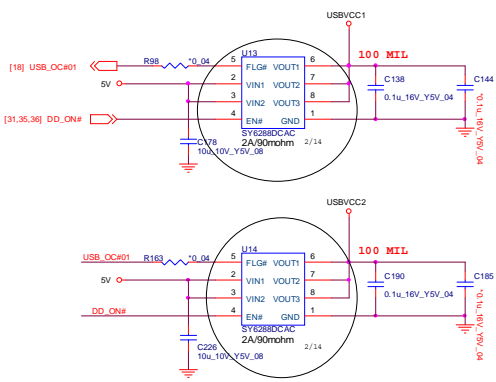 USBVCC1
[18] USB_OC#01
R98
*0_04
5
U13
6
100 MIL
FLG# VOUT1
5V
2
VIN1 VOUT2
7
C138
C144
3
VIN2 VOUT3
8
0.1u_16V_Y5V_04
*0.1u_16V_Y5V_04
[31,35,36] DD_ON#
4
EN# GND
1
SY6288DCAC
2A/90mohm
2/14
C178
10u_10V_Y5V_08
USBVCC2
USB_OC#01
R163
*0_04
5
U14
6
100 MIL
FLG# VOUT1
5V
2
VIN1 VOUT2
7
C190
C185
3
VIN2 VOUT3
8
0.1u_16V_Y5V_04
*0.1u_16V_Y5V_04
DD_ON#
4
EN# GND
1
SY6288DCAC
2A/90mohm
2/14
C226
10u_10V_Y5V_08